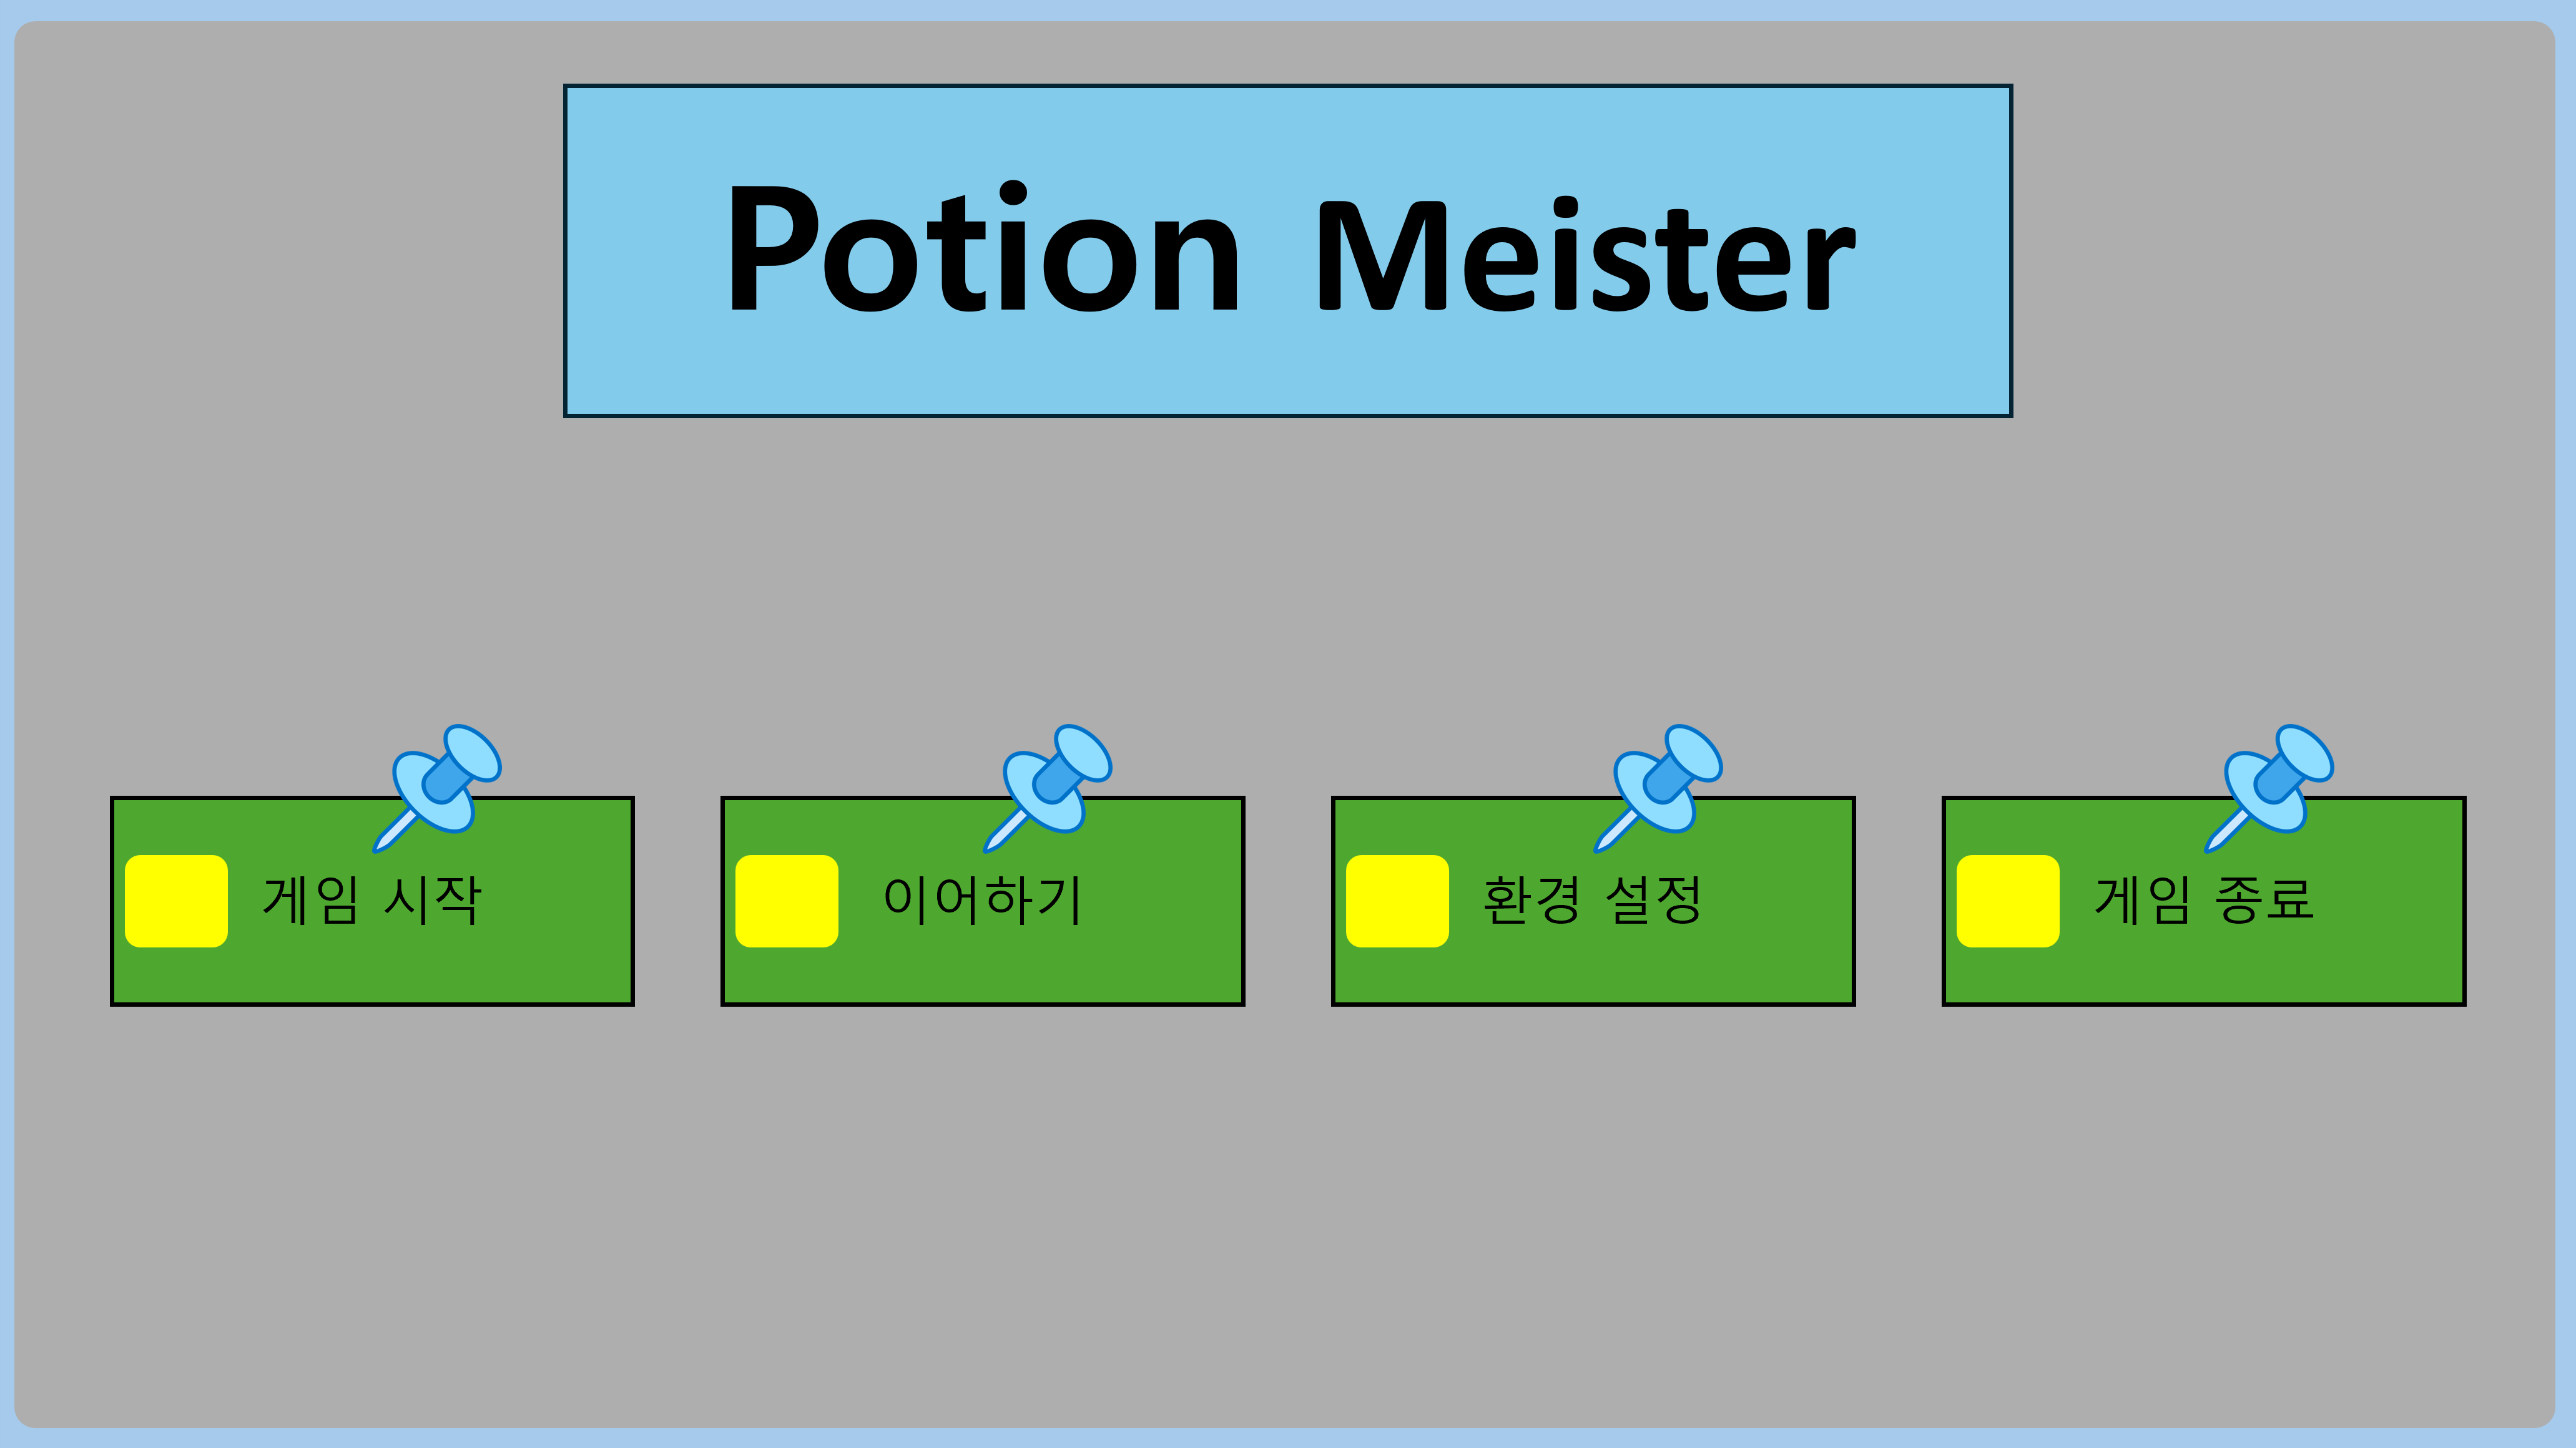 Potion Meister
게임 시작
이어하기
환경 설정
게임 종료